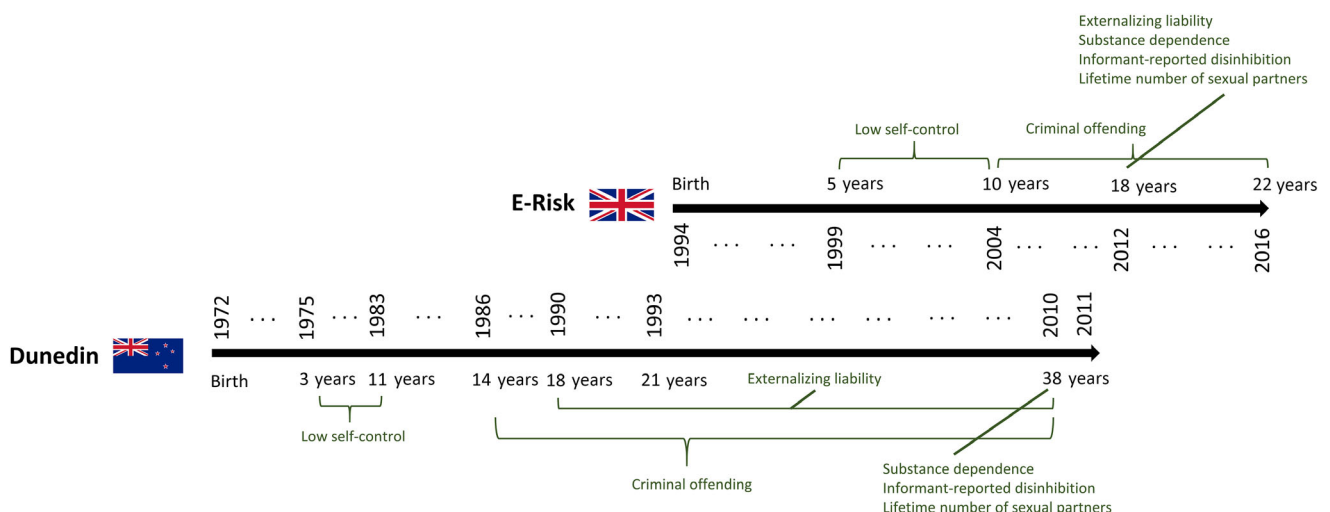 Externalizing liability
Substance dependence
Informant-reported disinhibition
Lifetime number of sexual partners
Low self-control
Criminal offending
Birth
5 years
10 years
18 years
22 years
E-Risk
1994 ... ... 1999 ... ... 2004 ... ... 2012 ... ... 2016
1972 ... 1975 ... 1983 ... 1986 ... 1990 ... 1993 ... ... ... ... ... ... 2010 2011
Dunedin
Birth
3 years
11 years
14 years
18 years
21 years
Externalizing liability
38 years
Low self-control
Criminal offending
Substance dependence
Informant-reported disinhibition
Lifetime number of sexual partners